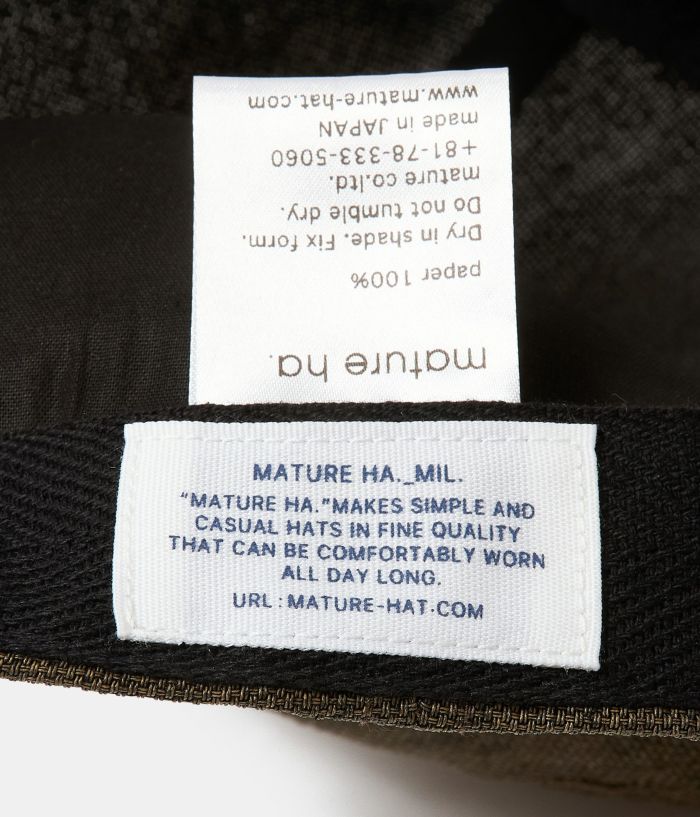 mature ha.
paper 100%
Dry in shade. Fix form.
Do not tumble dry.
mature co.ltd.
+81-78-333-5060
made in JAPAN
www.mature-hat.com
MATURE HA._MIL.
"MATURE HA."MAKES SIMPLE AND
CASUAL HATS IN FINE QUALITY
THAT CAN BE COMFORTABLY WORN
ALL DAY LONG.
URL:MATURE-HAT.COM